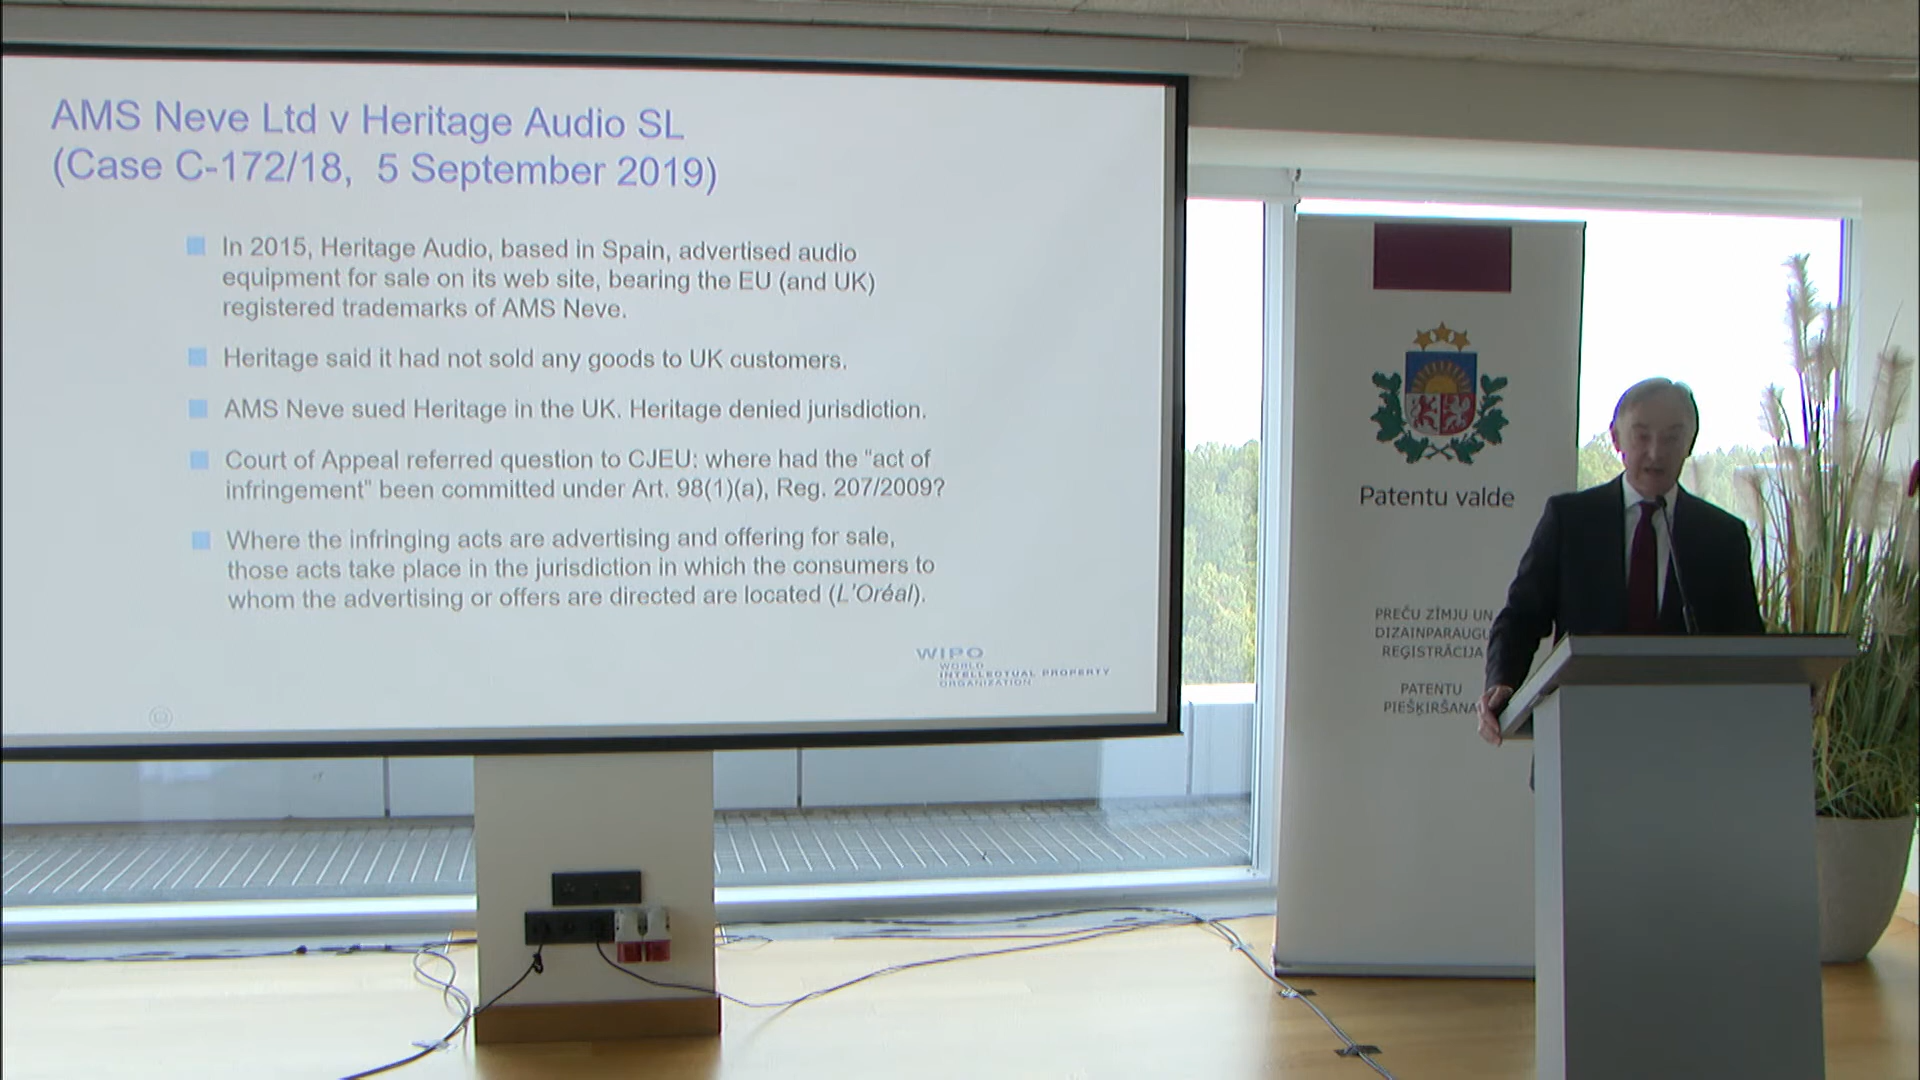 AMS Neve Ltd v Heritage Audio SL
(Case C-172/18, 5 September 2019)
In 2015, Heritage Audio, based in Spain, advertised audio
equipment for sale on its web site, bearing the EU (and UK)
registered trademarks of AMS Neve.
Heritage said it had not sold any goods to UK customers.
AMS Neve sued Heritage in the UK. Heritage denied jurisdiction.
Court of Appeal referred question to CJEU: where had the "act of
infringement" been committed under Art. 98(1)(a), Reg. 207/2009?
Where the infringing acts are advertising and offering for sale,
those acts take place in the jurisdiction in which the consumers to
whom the advertising or offers are directed are located (L'Oréal).
WIPO
WORLD
INTELLECTUAL PROPERTY
ORGANIZATION
Patentu valde
PREČU ZĪMJU UN
DIZAINPARAUGU
REĢISTRĀCIJA
PATENTU
PIEŠĶIRŠANA